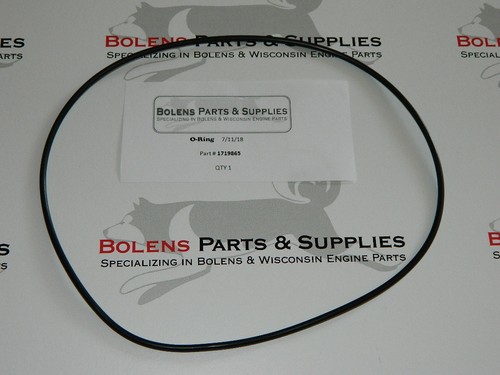 BOLENS PARTS & SUPPLIES
SPECIALIZING IN BOLENS & WISCONSIN ENGINE PARTS
BOLENS PARTS & SUPPLIES
SPECIALIZING IN BOLENS & WISCONSIN ENGINE PARTS
O-Ring 7/11/18
Part # 1719865
QTY 1
BOLENS PARTS & SUPPLIES
SPECIALIZING IN BOLENS & WISCONSIN ENGINE PARTS